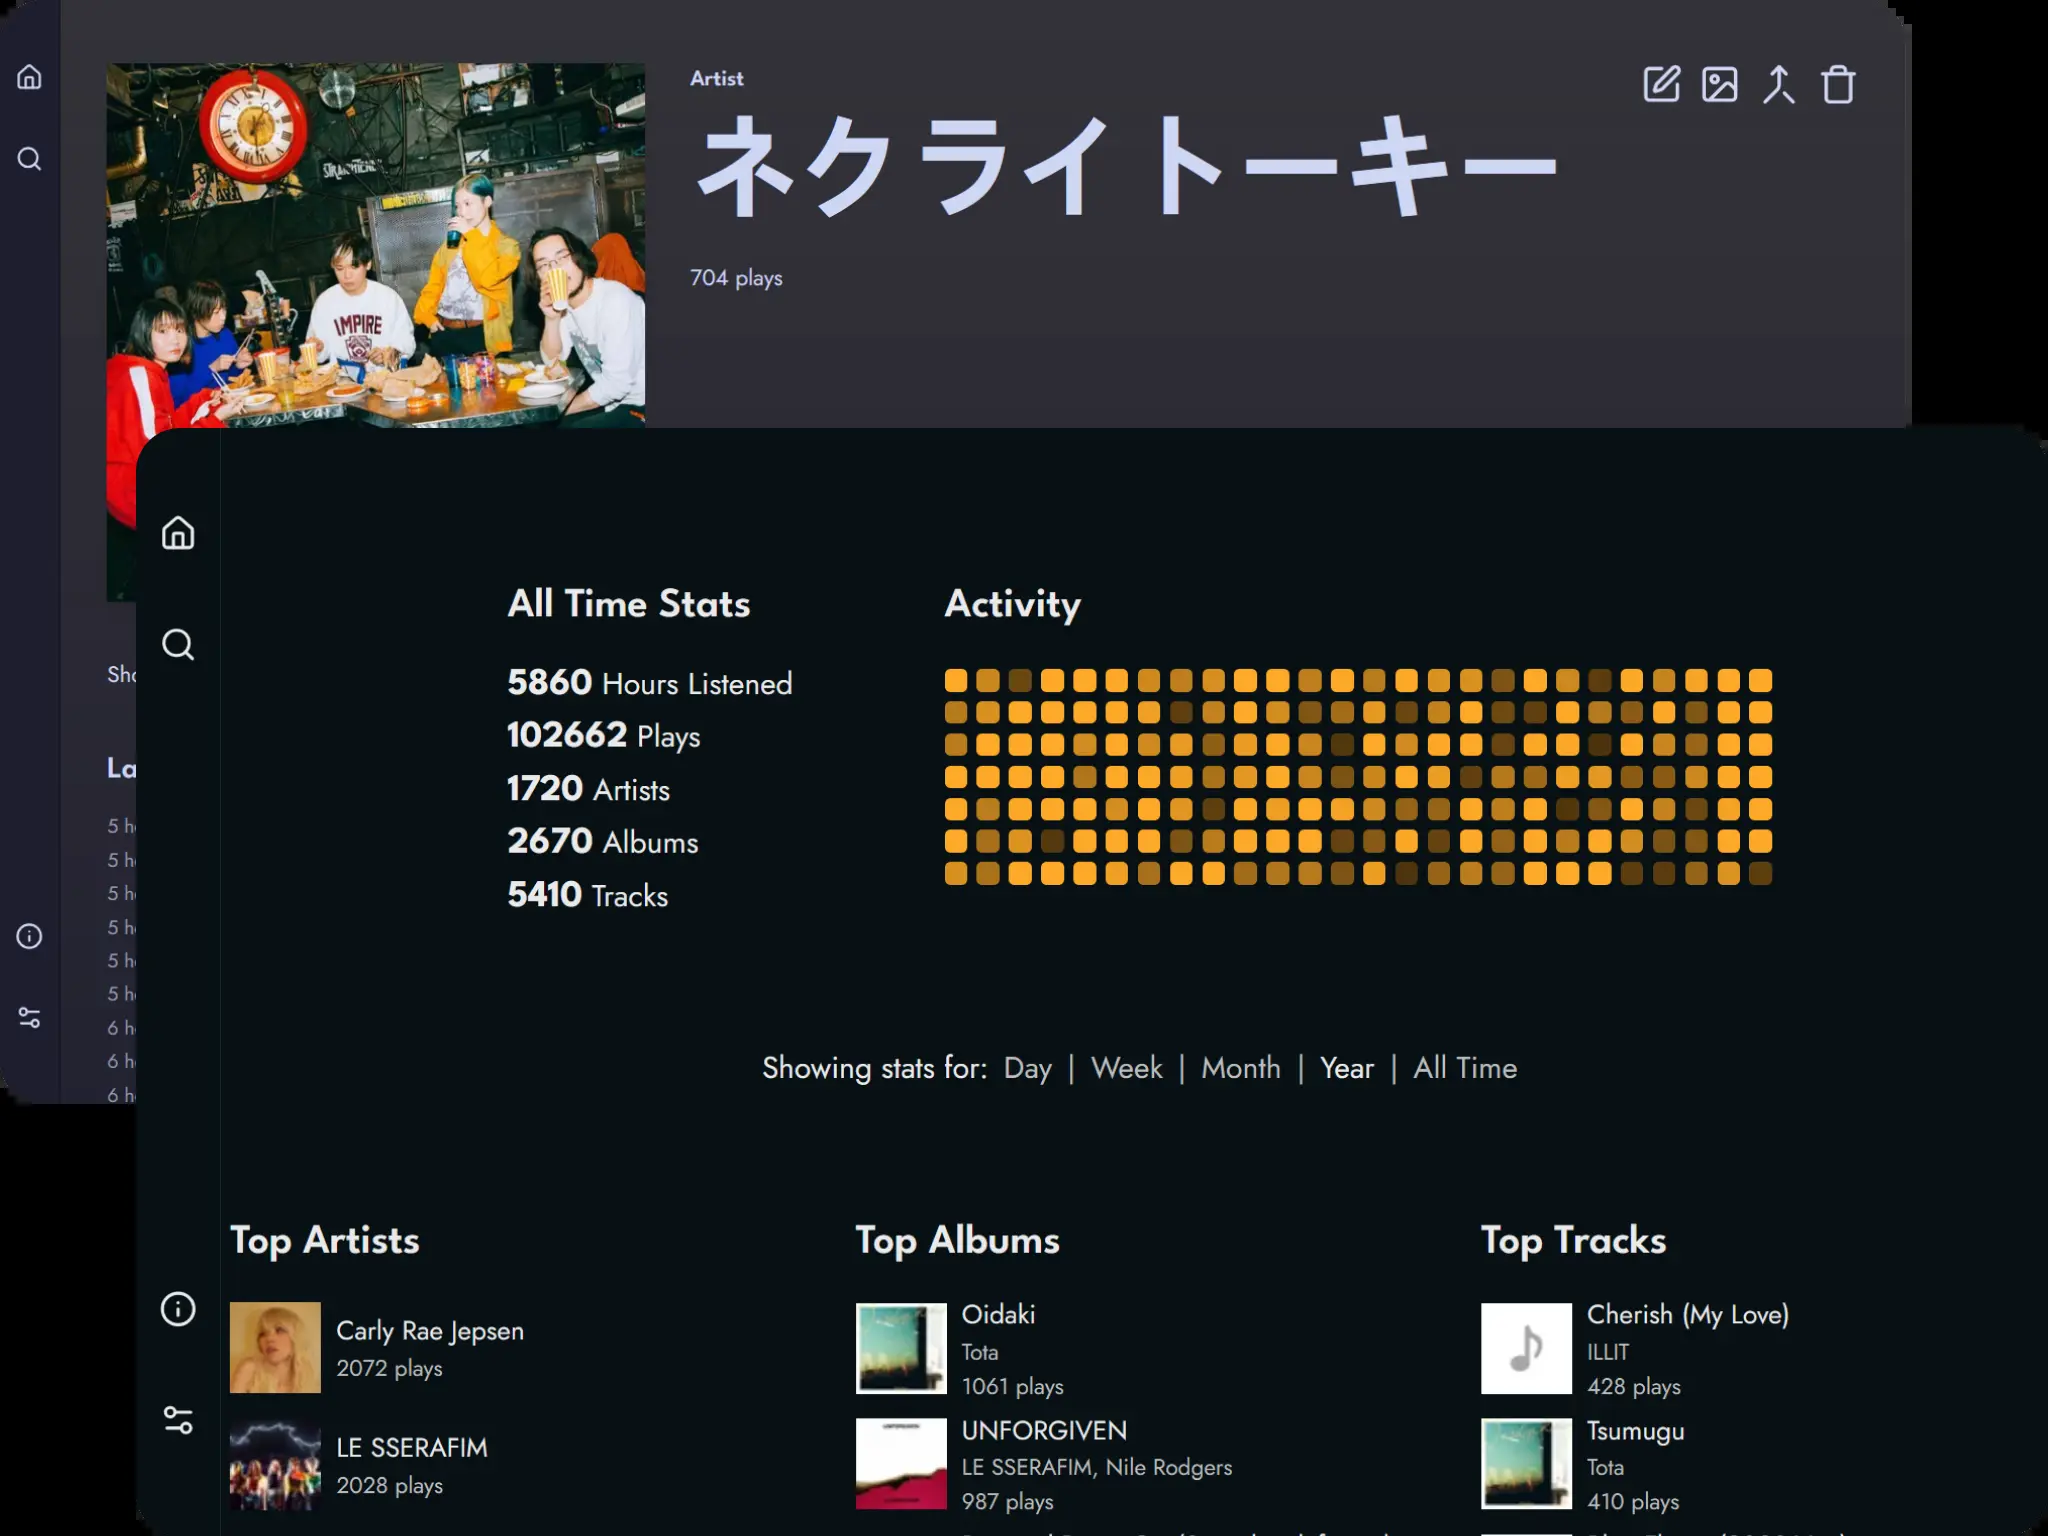 Artist
ネクライトーキー
704 plays
IMPIRE
All Time Stats
5860 Hours Listened
102662 Plays
1720 Artists
2670 Albums
5410 Tracks
Activity
5 h
5 h
5 h
5 h
5 h
5 h
6 h
6 h
6 h
Showing stats for: Day | Week | Month | Year | All Time
Top Artists
Carly Rae Jepsen
2072 plays
LE SSERAFIM
2028 plays
Top Albums
Oidaki
Tota
1061 plays
UNFORGIVEN
LE SSERAFIM, Nile Rodgers
987 plays
Top Tracks
Cherish (My Love)
ILLIT
428 plays
Tsumugu
Tota
410 plays